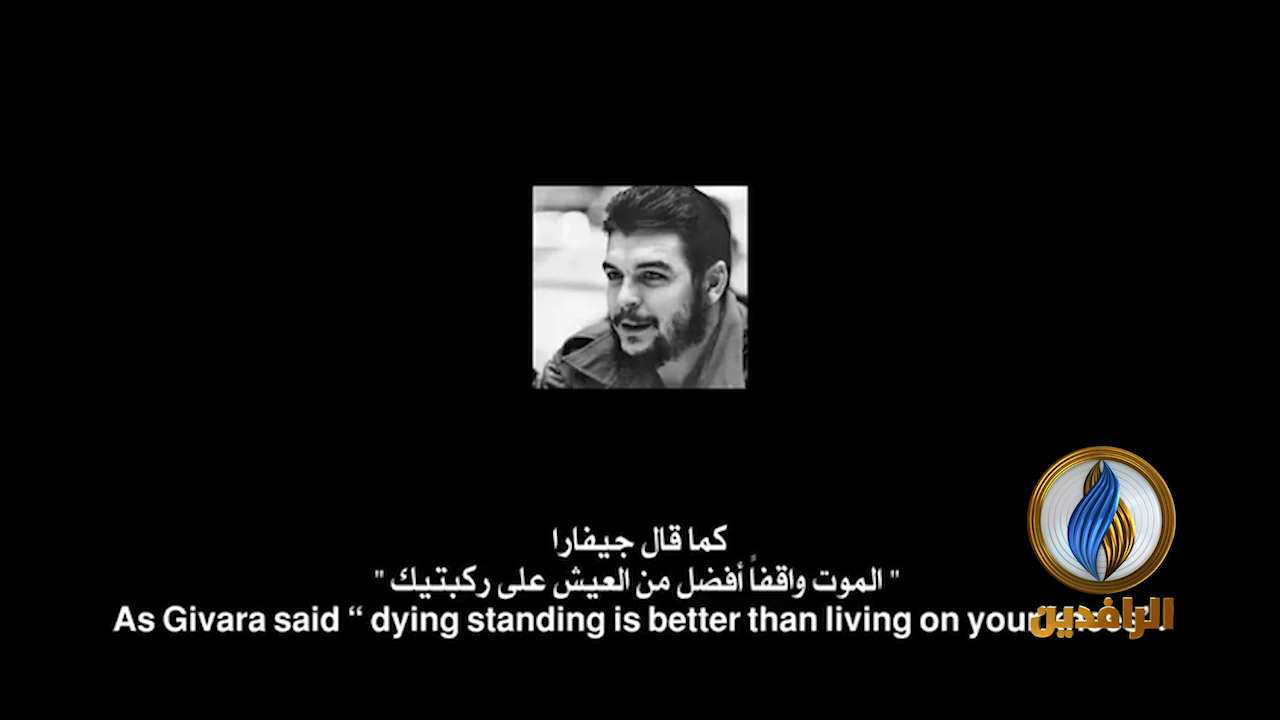 كما قال جيفارا
" الموت واقفاً أفضل من العيش على ركبتيك "
As Givara said “ dying standing is better than living on your
الرافدين